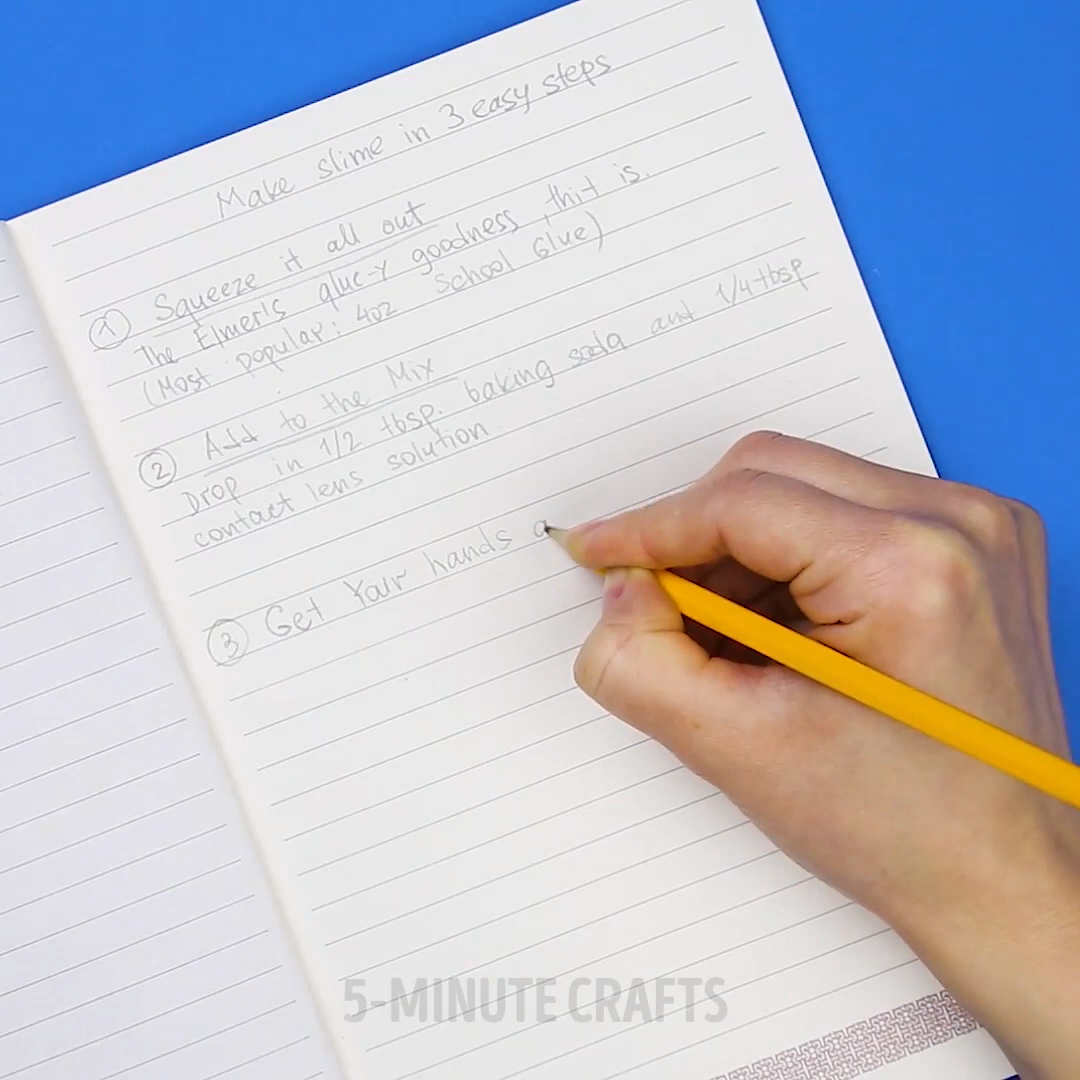 Make slime in 3 easy steps
① Squeeze it all out
The Elmer's gluc-Y goodness, thit is.
(Most popular: 4oz School Glue)
② Add to the Mix
Drop in 1/2 tbsp. baking soda and 1/4 tbsp
contact lens solution.
③ Get Your hands a
5-MINUTE CRAFTS